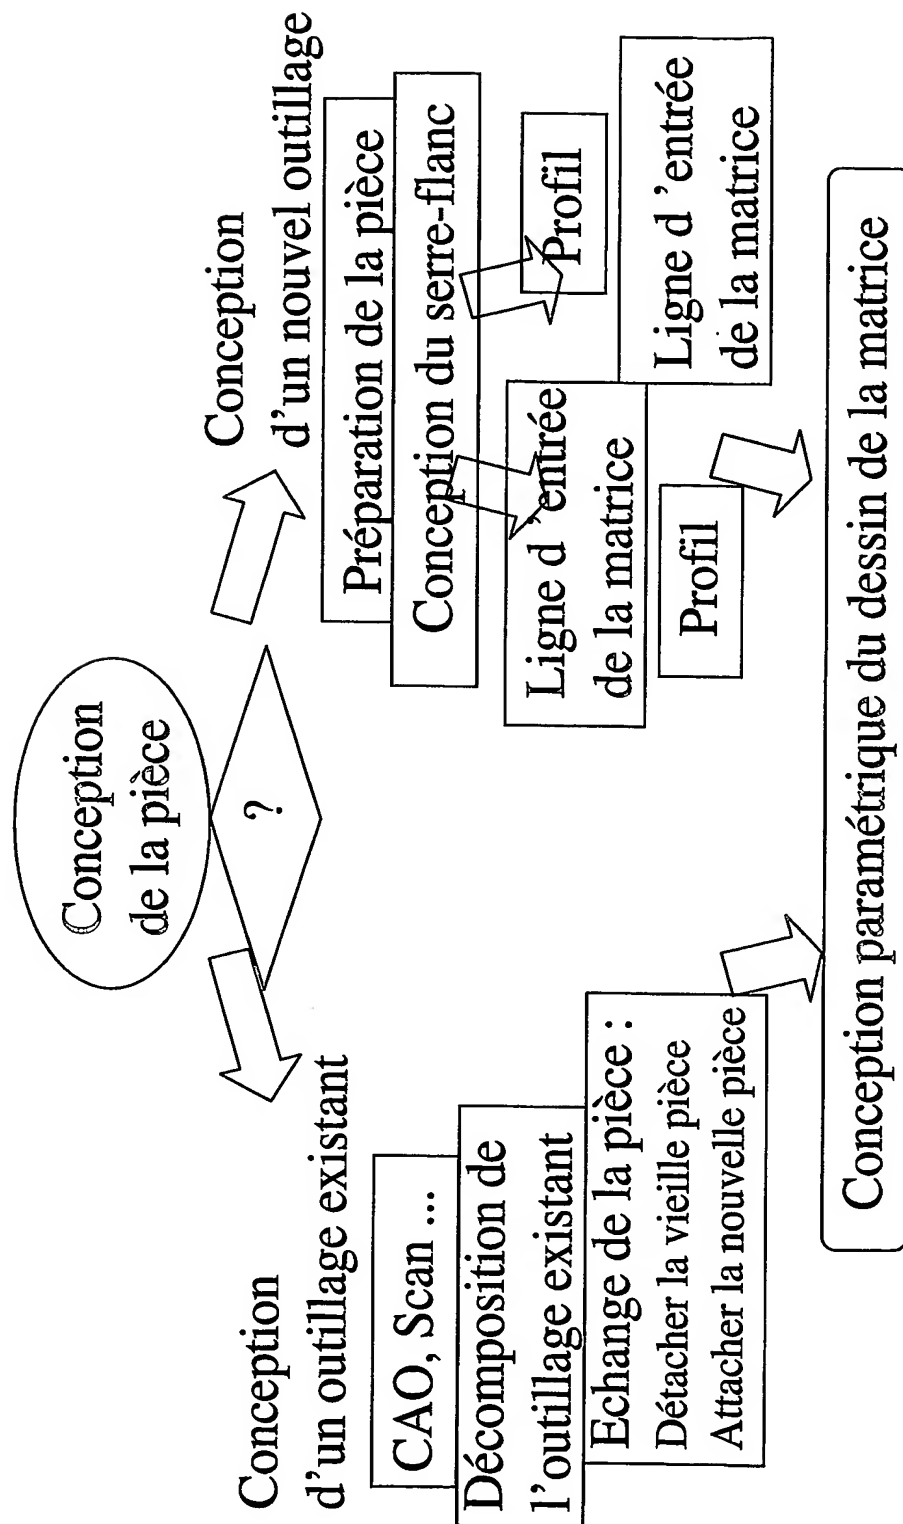 Conception
de la pièce
?
Conception
d'un outillage existant
CAO, Scan ...
Décomposition de
l'outillage existant
Echange de la pièce :
Détacher la vieille pièce
Attacher la nouvelle pièce
Conception
d'un nouvel outillage
Préparation de la pièce
Conception du serre-flanc
Ligne d 'entrée
de la matrice
Profil
Profil
Ligne d 'entrée
de la matrice
Conception paramétrique du dessin de la matrice